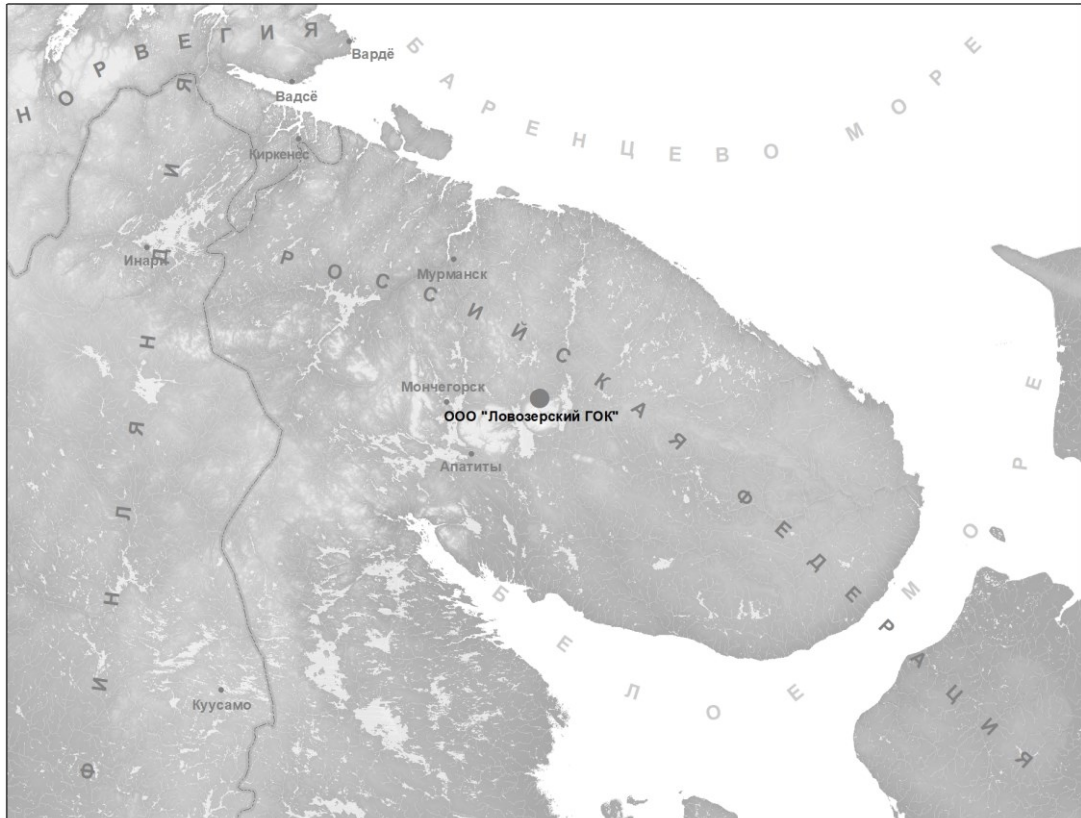 НОРВЕГИЯ
БАРЕНЦЕВО МОРЕ
Вардё
Вадсё
Киркенес
Инари
Мурманск
РОССИЙСКАЯ ФЕДЕРАЦИЯ
ФИНЛЯНДИЯ
Мончегорск
ООО "Ловозерский ГОК"
Апатиты
БЕЛОЕ МОРЕ
Куусамо